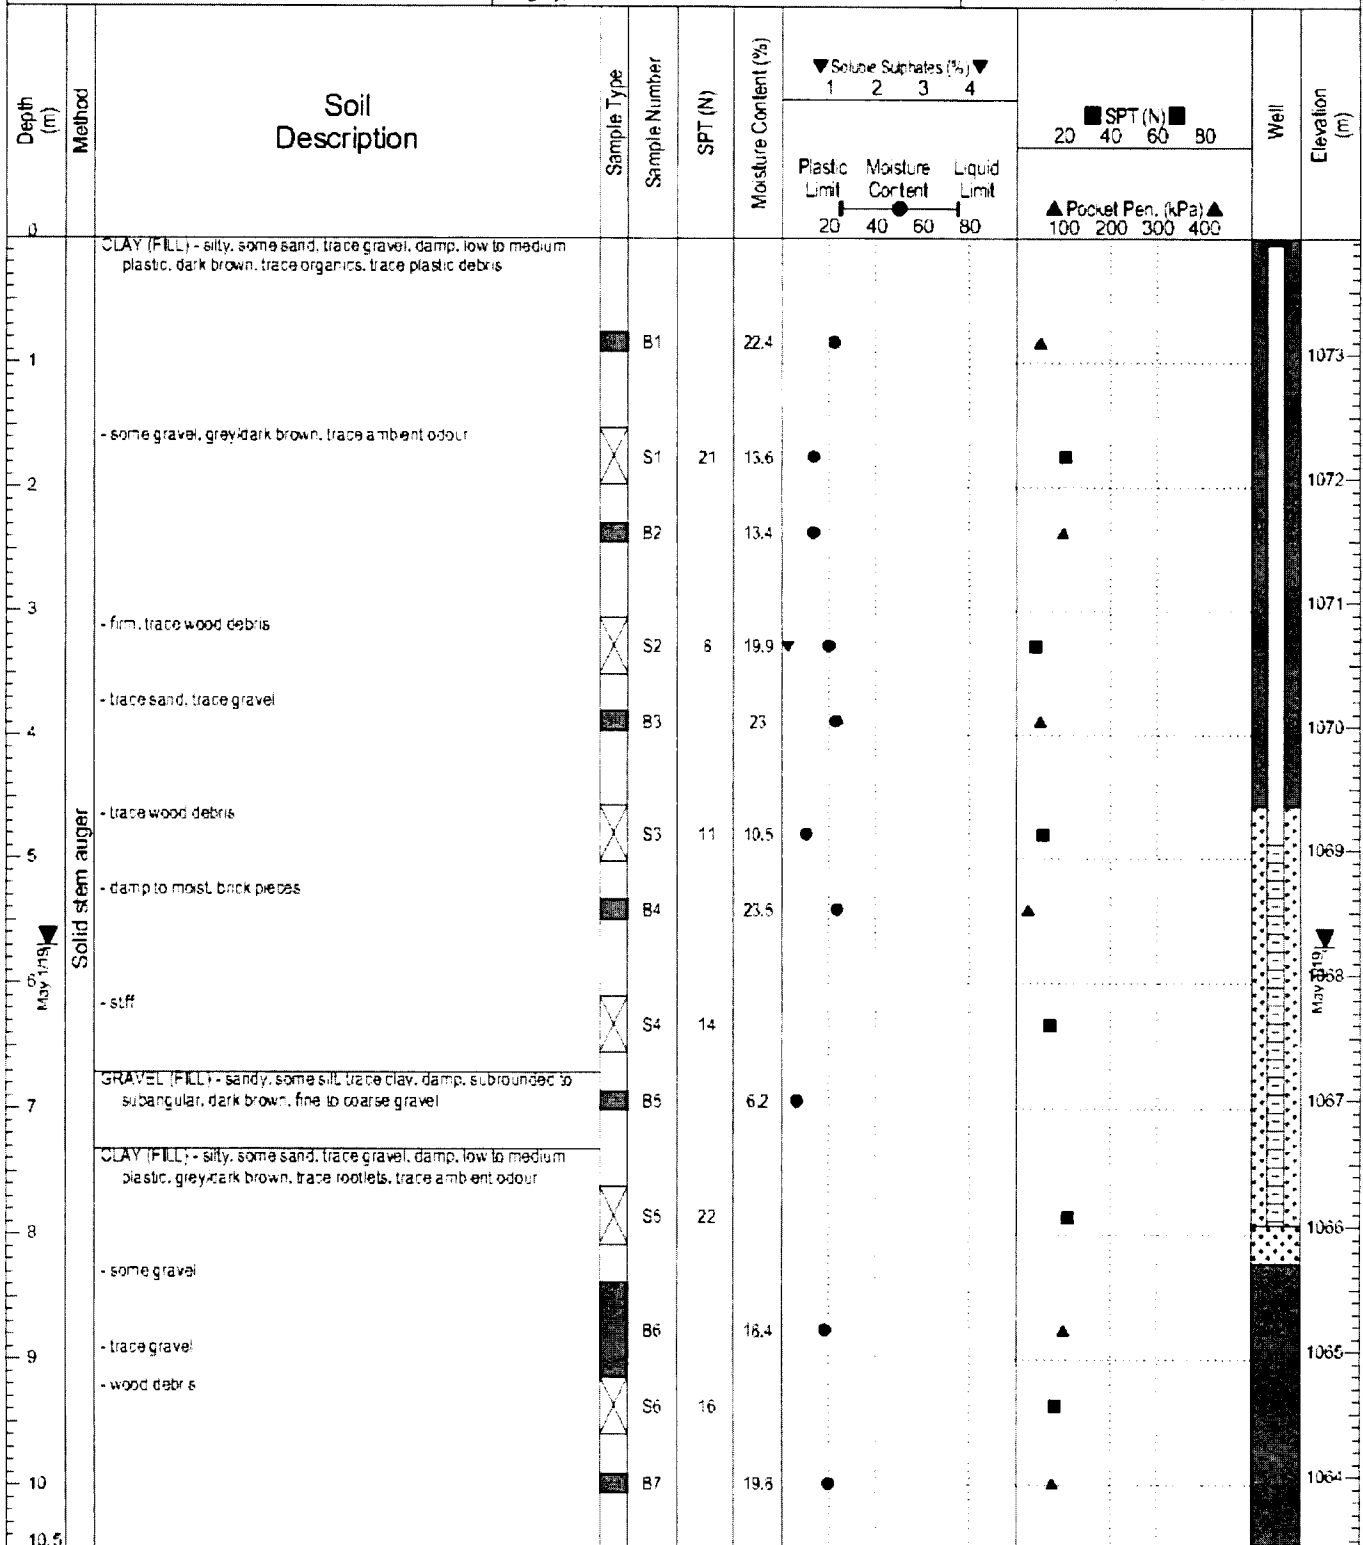 Depth (m)
Method
Soil Description
Sample Type
Sample Number
SPT (N)
Moisture Content (%)
▼ Soluble Sulphates (%) ▼
1 2 3 4
Plastic Limit Moisture Content Liquid Limit
20 40 60 80
■ SPT (N) ■
20 40 60 80
▲ Pocket Pen. (kPa) ▲
100 200 300 400
Well
Elevation (m)
0
CLAY (FILL) - silty, some sand, trace gravel, damp, low to medium
plastic, dark brown, trace organics, trace plastic debris
B1 22.4
1 1073
- some gravel, grey/dark brown, trace ambient odour
S1 21 13.6
2 1072
B2 13.4
3 1071
- firm, trace wood debris
S2 8 19.9
- trace sand, trace gravel
B3 23
4 1070
- trace wood debris
S3 11 10.5
5 1069
- damp to moist, brick pieces
B4 23.5
Solid stem auger
May 1/19
6 1068
May 1/19
- stiff
S4 14
GRAVEL (FILL) - sandy, some silt, trace clay, damp, subrounded to
subangular, dark brown, fine to coarse gravel
B5 6.2
7 1067
CLAY (FILL) - silty, some sand, trace gravel, damp, low to medium
plastic, grey/dark brown, trace rootlets, trace ambient odour
S5 22
8 1066
- some gravel
B6
- trace gravel
9 1065
- wood debris
S6 16
B7
10 1064
10.5